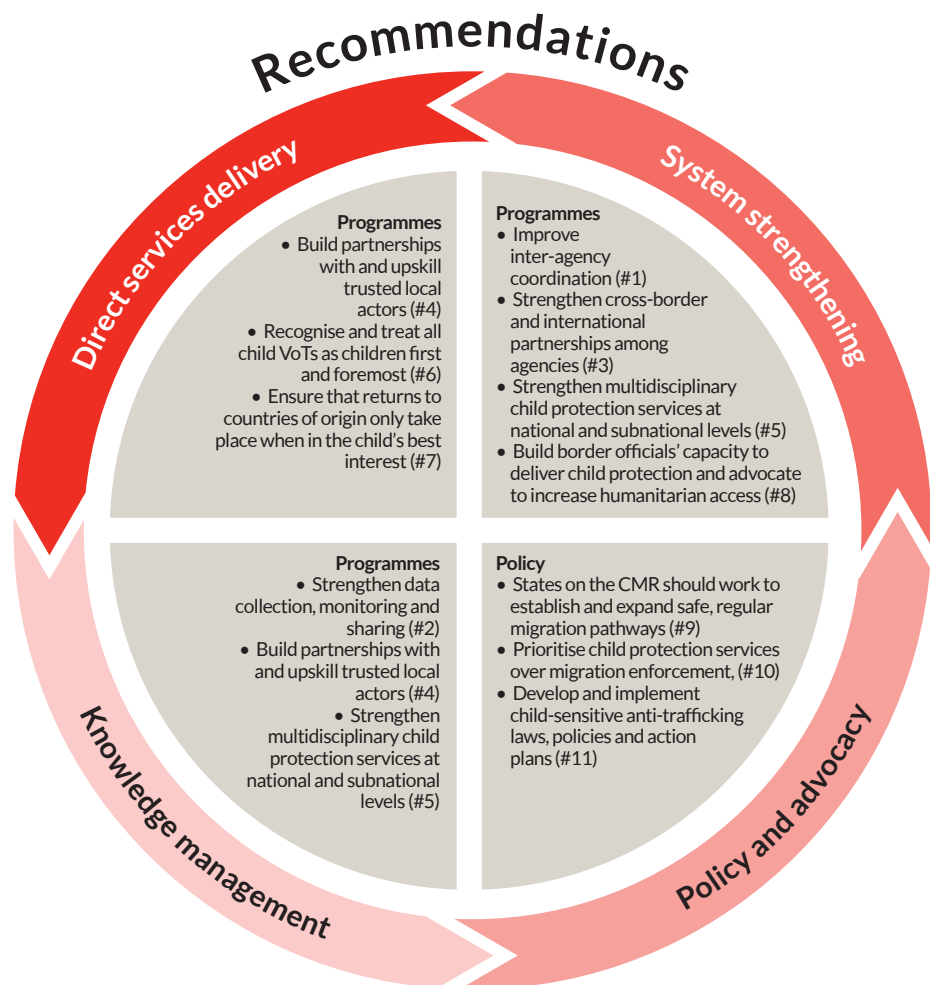 Recommendations
Direct services delivery
Programmes
• Build partnerships
with and upskill
trusted local
actors (#4)
• Recognise and treat all
child VoTs as children first
and foremost (#6)
• Ensure that returns to
countries of origin only take
place when in the child’s best
interest (#7)
System strengthening
Programmes
• Improve
inter-agency
coordination (#1)
• Strengthen cross-border
and international
partnerships among
agencies (#3)
• Strengthen multidisciplinary
child protection services at
national and subnational levels (#5)
• Build border officials’ capacity to
deliver child protection and advocate
to increase humanitarian access (#8)
Knowledge management
Programmes
• Strengthen data
collection, monitoring and
sharing (#2)
• Build partnerships with
and upskill trusted local
actors (#4)
• Strengthen
multidisciplinary child
protection services at
national and subnational
levels (#5)
Policy and advocacy
Policy
• States on the CMR should work to
establish and expand safe, regular
migration pathways (#9)
• Prioritise child protection services
over migration enforcement, (#10)
• Develop and implement
child-sensitive anti-trafficking
laws, policies and action
plans (#11)